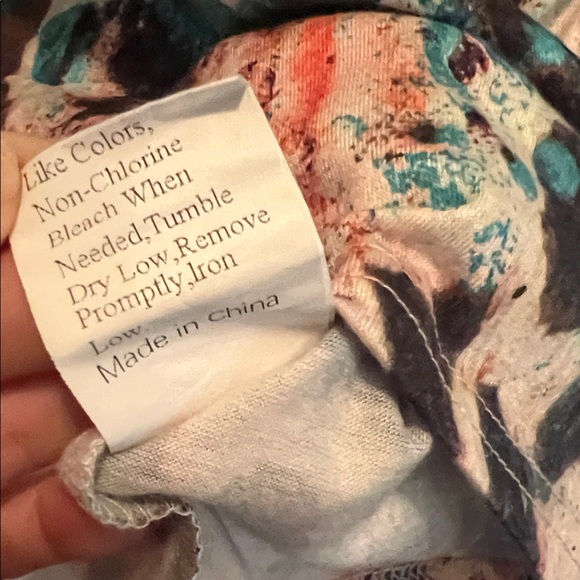 Like Colors,
Non-Chlorine
Bleach When
Needed,Tumble
Dry Low,Remove
Promptly,Iron
Low.
Made in China